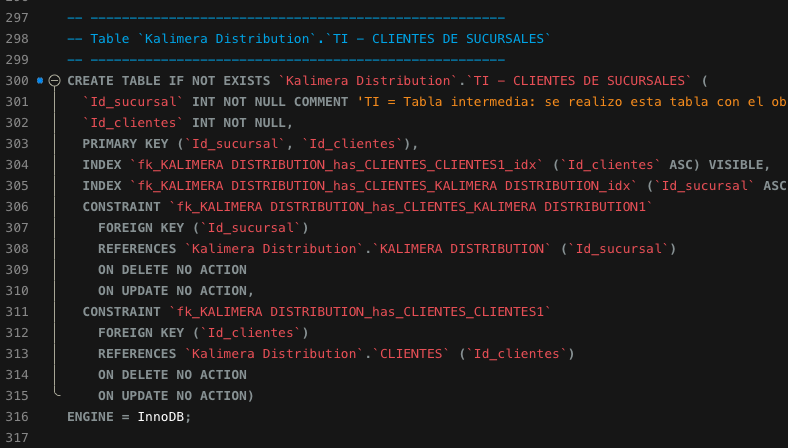 297 -- -----------------------------------------------------
298 -- Table `Kalimera Distribution`.`TI - CLIENTES DE SUCURSALES`
299 -- -----------------------------------------------------
300 CREATE TABLE IF NOT EXISTS `Kalimera Distribution`.`TI - CLIENTES DE SUCURSALES` (
301 `Id_sucursal` INT NOT NULL COMMENT 'TI = Tabla intermedia: se realizo esta tabla con el ob
302 `Id_clientes` INT NOT NULL,
303 PRIMARY KEY (`Id_sucursal`, `Id_clientes`),
304 INDEX `fk_KALIMERA DISTRIBUTION_has_CLIENTES_CLIENTES1_idx` (`Id_clientes` ASC) VISIBLE,
305 INDEX `fk_KALIMERA DISTRIBUTION_has_CLIENTES_KALIMERA DISTRIBUTION_idx` (`Id_sucursal` ASC
306 CONSTRAINT `fk_KALIMERA DISTRIBUTION_has_CLIENTES_KALIMERA DISTRIBUTION1`
307 FOREIGN KEY (`Id_sucursal`)
308 REFERENCES `Kalimera Distribution`.`KALIMERA DISTRIBUTION` (`Id_sucursal`)
309 ON DELETE NO ACTION
310 ON UPDATE NO ACTION,
311 CONSTRAINT `fk_KALIMERA DISTRIBUTION_has_CLIENTES_CLIENTES1`
312 FOREIGN KEY (`Id_clientes`)
313 REFERENCES `Kalimera Distribution`.`CLIENTES` (`Id_clientes`)
314 ON DELETE NO ACTION
315 ON UPDATE NO ACTION)
316 ENGINE = InnoDB;
317